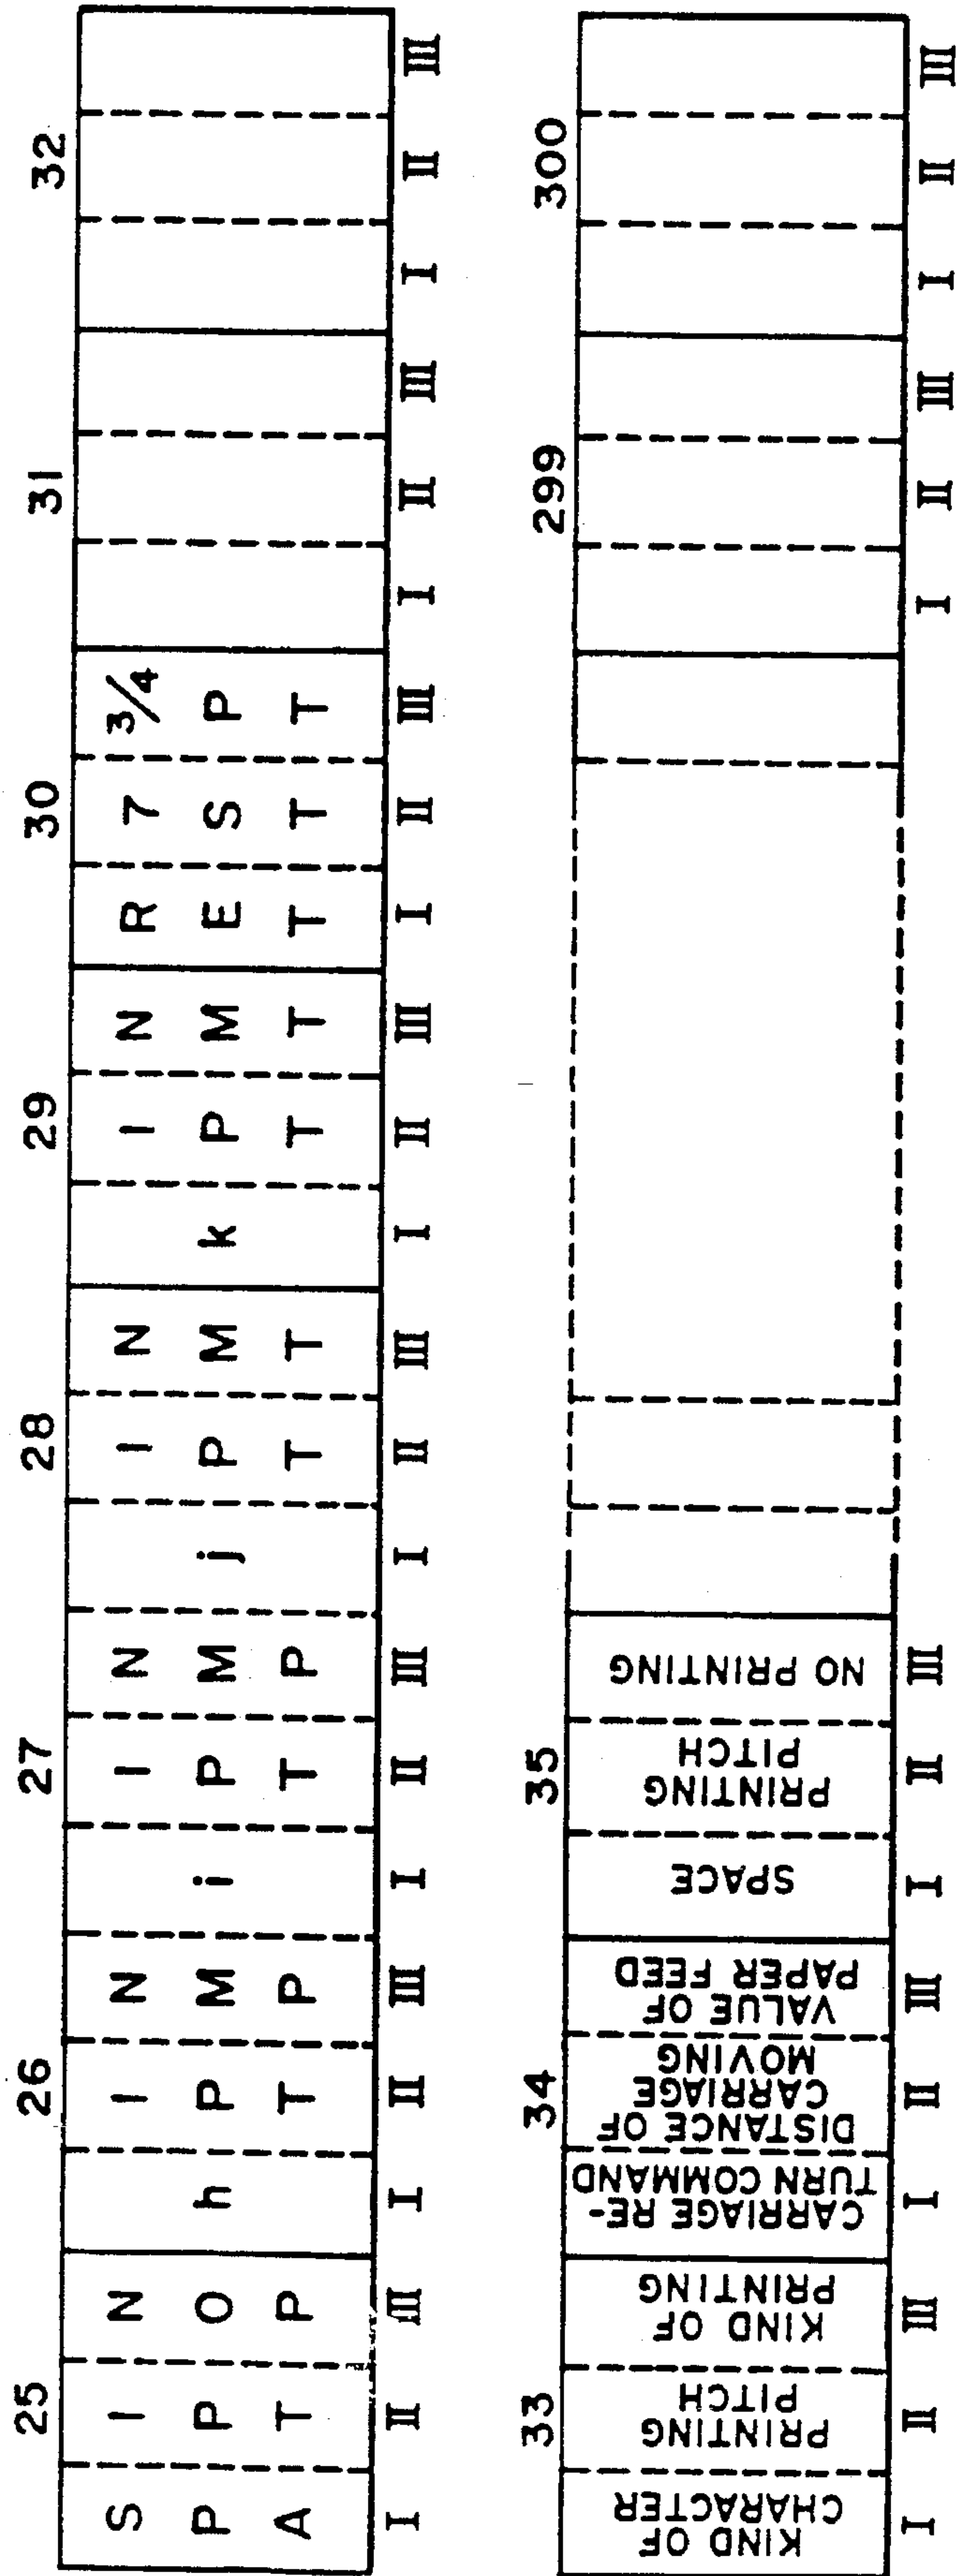 25 26 27 28 29 30 31 32
S I N I N I N I N I N R 7 3/4
P P O h P M i P M j P M k P M E S P
A T P T P T P T T T T T T T
I II III I II III I II III I II III I II III I II III I II III I II III
33 34 35 299 300
KIND OF
CHARACTER
PRINTING
PITCH
KIND OF
PRINTING
CARRIAGE RE-
TURN COMMAND
DISTANCE OF
CARRIAGE
MOVING
VALUE OF
PAPER FEED
SPACE
PRINTING
PITCH
NO PRINTING
I II III I II III I II III I II III I II III